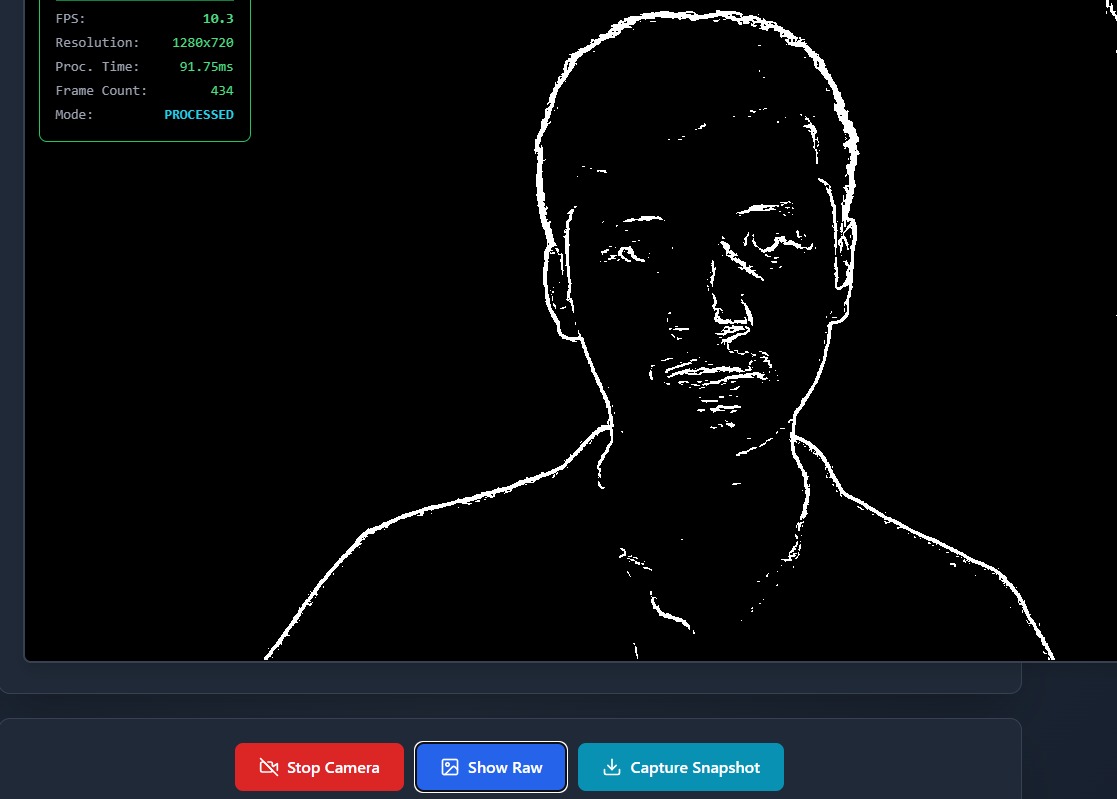 FPS: 10.3
Resolution: 1280x720
Proc. Time: 91.75ms
Frame Count: 434
Mode: PROCESSED
Stop Camera
Show Raw
Capture Snapshot